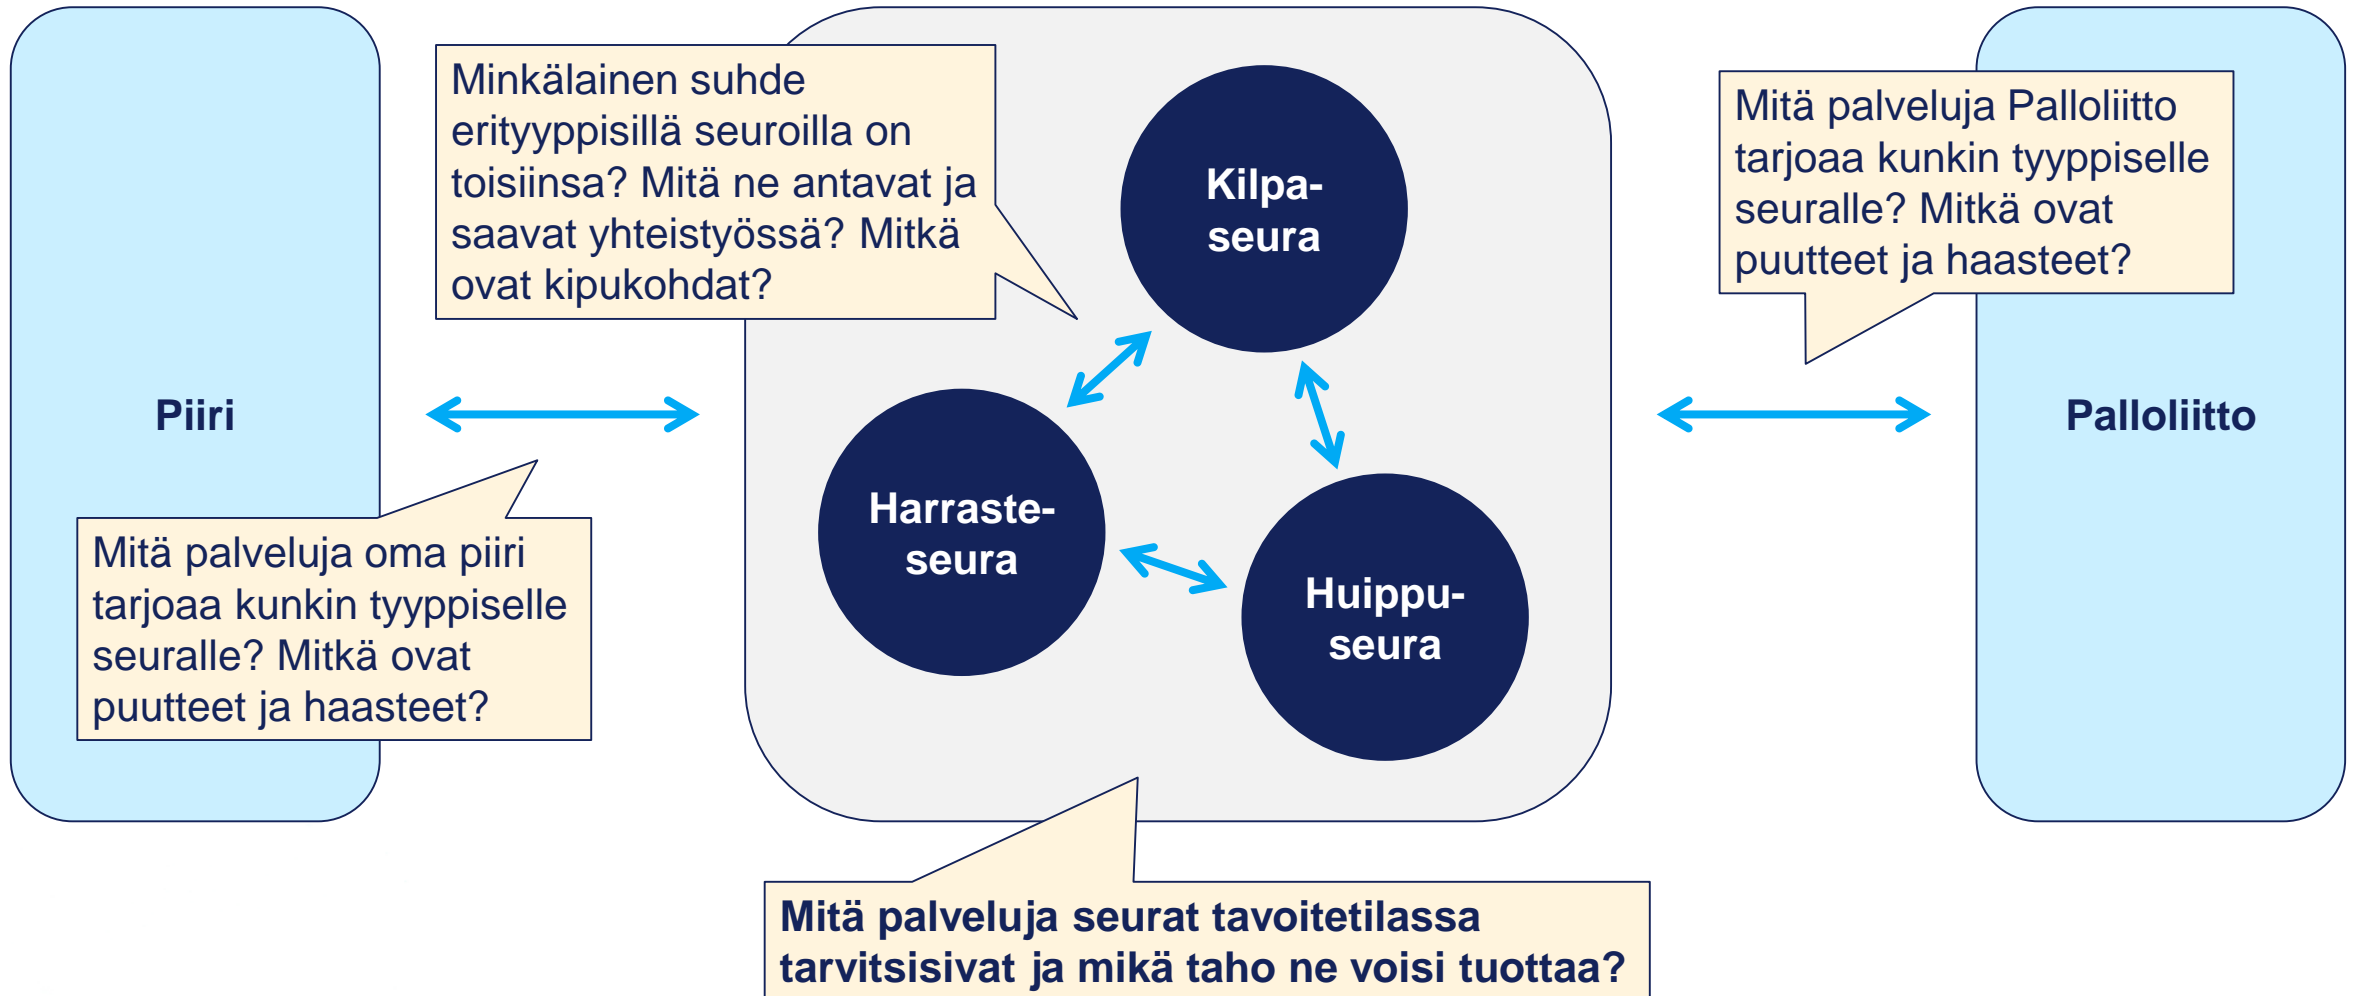 Minkälainen suhde
erityyppisillä seuroilla on
toisiinsa? Mitä ne antavat ja
saavat yhteistyössä? Mitkä
ovat kipukohdat?
Mitä palveluja Palloliitto
tarjoaa kunkin tyyppiselle
seuralle? Mitkä ovat
puutteet ja haasteet?
Kilpa-
seura
Piiri
Palloliitto
Harraste-
seura
Huippu-
seura
Mitä palveluja oma piiri
tarjoaa kunkin tyyppiselle
seuralle? Mitkä ovat
puutteet ja haasteet?
Mitä palveluja seurat tavoitetilassa
tarvitsisivat ja mikä taho ne voisi tuottaa?